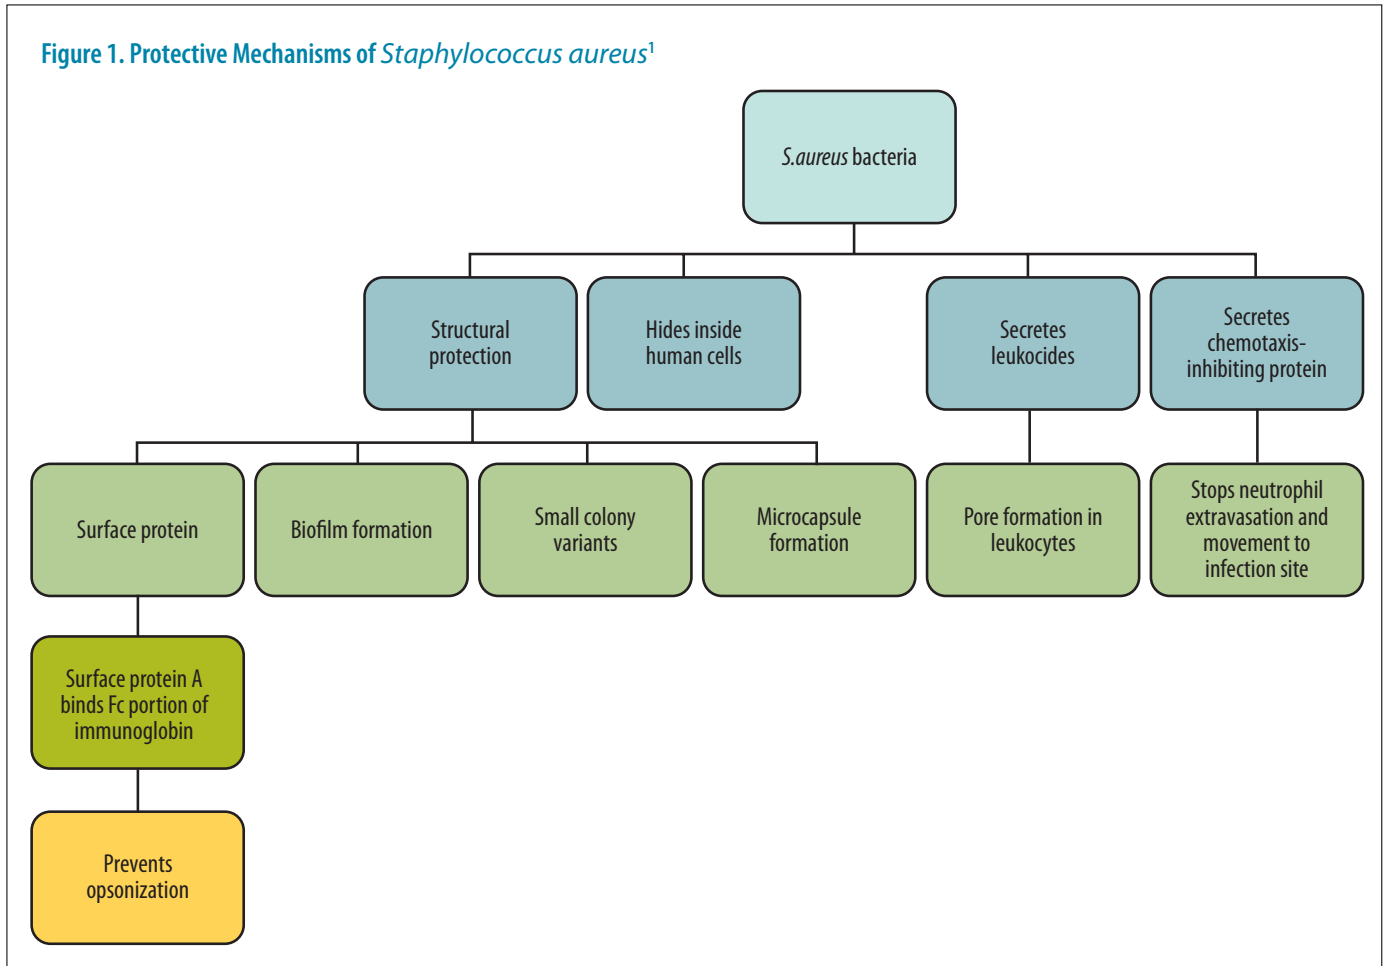 Figure 1. Protective Mechanisms of Staphylococcus aureus1
S.aureus bacteria
Structural
protection
Hides inside
human cells
Secretes
leukocides
Secretes
chemotaxis-
inhibiting protein
Surface protein
Biofilm formation
Small colony
variants
Microcapsule
formation
Pore formation in
leukocytes
Stops neutrophil
extravasation and
movement to
infection site
Surface protein A
binds Fc portion of
immunoglobin
Prevents
opsonization